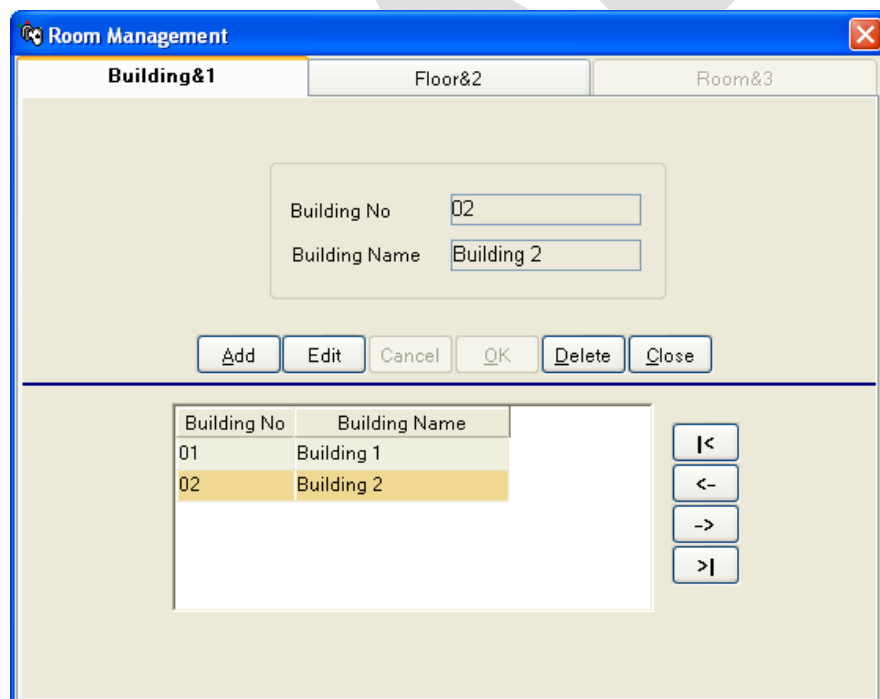 Room Management
Building&1 Floor&2 Room&3
Building No 02
Building Name Building 2
Add Edit Cancel OK Delete Close
Building No Building Name
01 Building 1
02 Building 2
|<
<-
->
>|